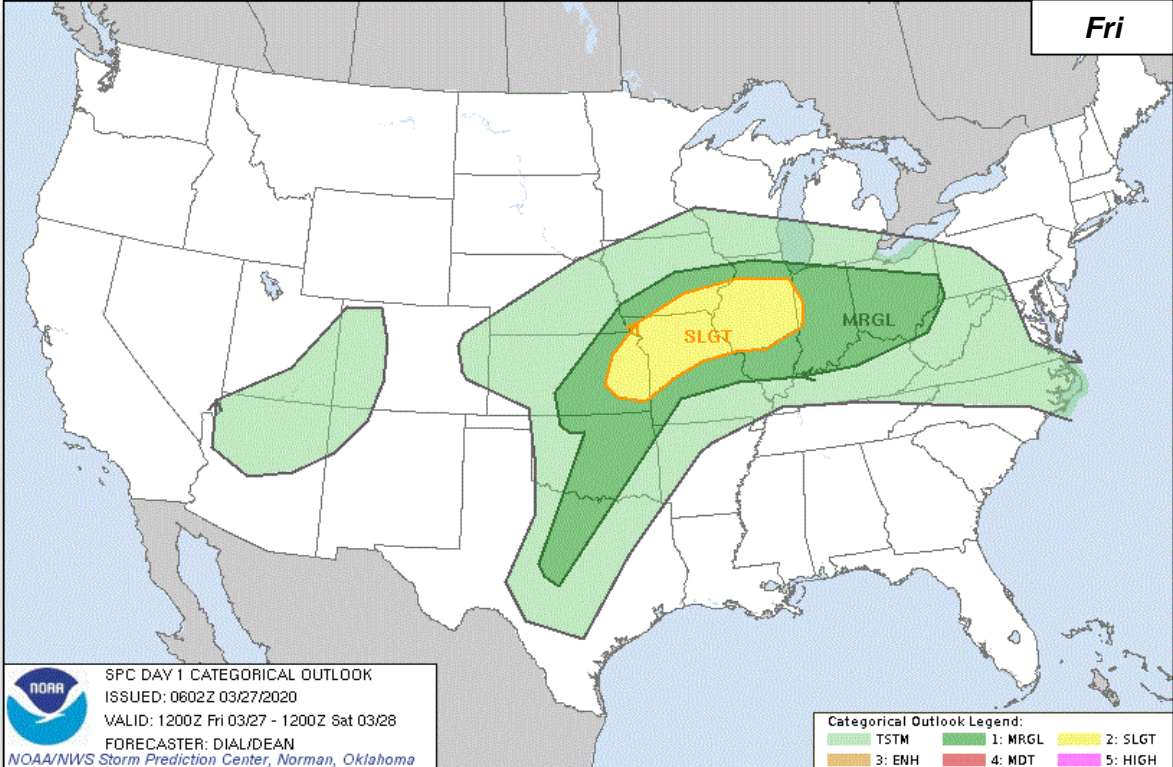 Fri
MRGL
SLGT
NOAA
SPC DAY 1 CATEGORICAL OUTLOOK
ISSUED: 0602Z 03/27/2020
VALID: 1200Z Fri 03/27 - 1200Z Sat 03/28
FORECASTER: DIAL/DEAN
NOAA/NWS Storm Prediction Center, Norman, Oklahoma
Categorical Outlook Legend:
TSTM 1: MRGL 2: SLGT
3: ENH 4: MDT 5: HIGH